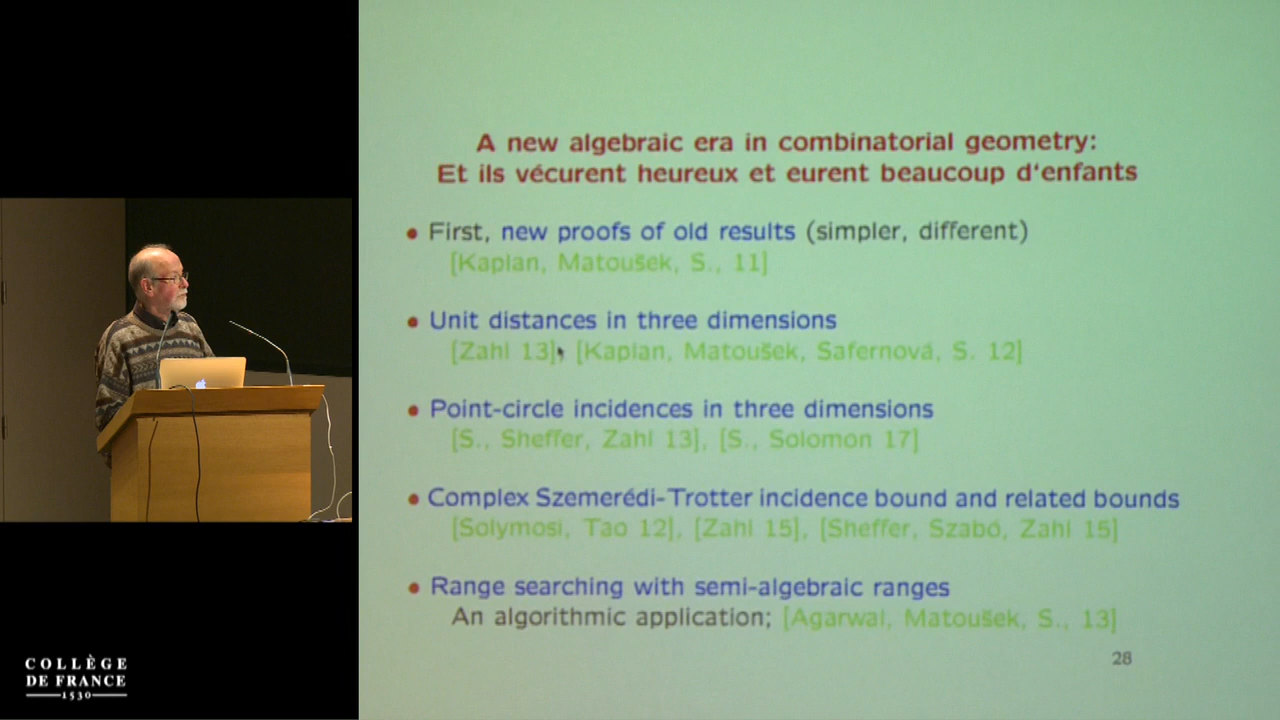 A new algebraic era in combinatorial geometry:
Et ils vécurent heureux et eurent beaucoup d'enfants
• First, new proofs of old results (simpler, different)
[Kaplan, Matoušek, S., 11]
• Unit distances in three dimensions
[Zahl 13], [Kaplan, Matoušek, Safernová, S. 12]
• Point-circle incidences in three dimensions
[S., Sheffer, Zahl 13], [S., Solomon 17]
• Complex Szemerédi-Trotter incidence bound and related bounds
[Solymosi, Tao 12], [Zahl 15], [Sheffer, Szabó, Zahl 15]
• Range searching with semi-algebraic ranges
An algorithmic application; [Agarwal, Matoušek, S., 13]
28
COLLÈGE
DE FRANCE
1530